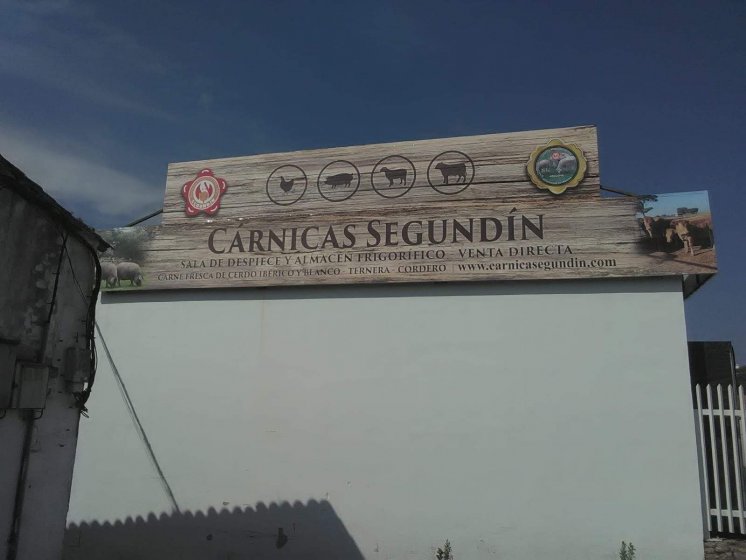 CÁRNICAS SEGUNDÍN
SALA DE DESPIECE Y ALMACÉN FRIGORÍFICO VENTA DIRECTA
CARNE FRESCA DE CERDO IBÉRICO Y BLANCO TERNERA - CORDERO www.carnicasegundin.com